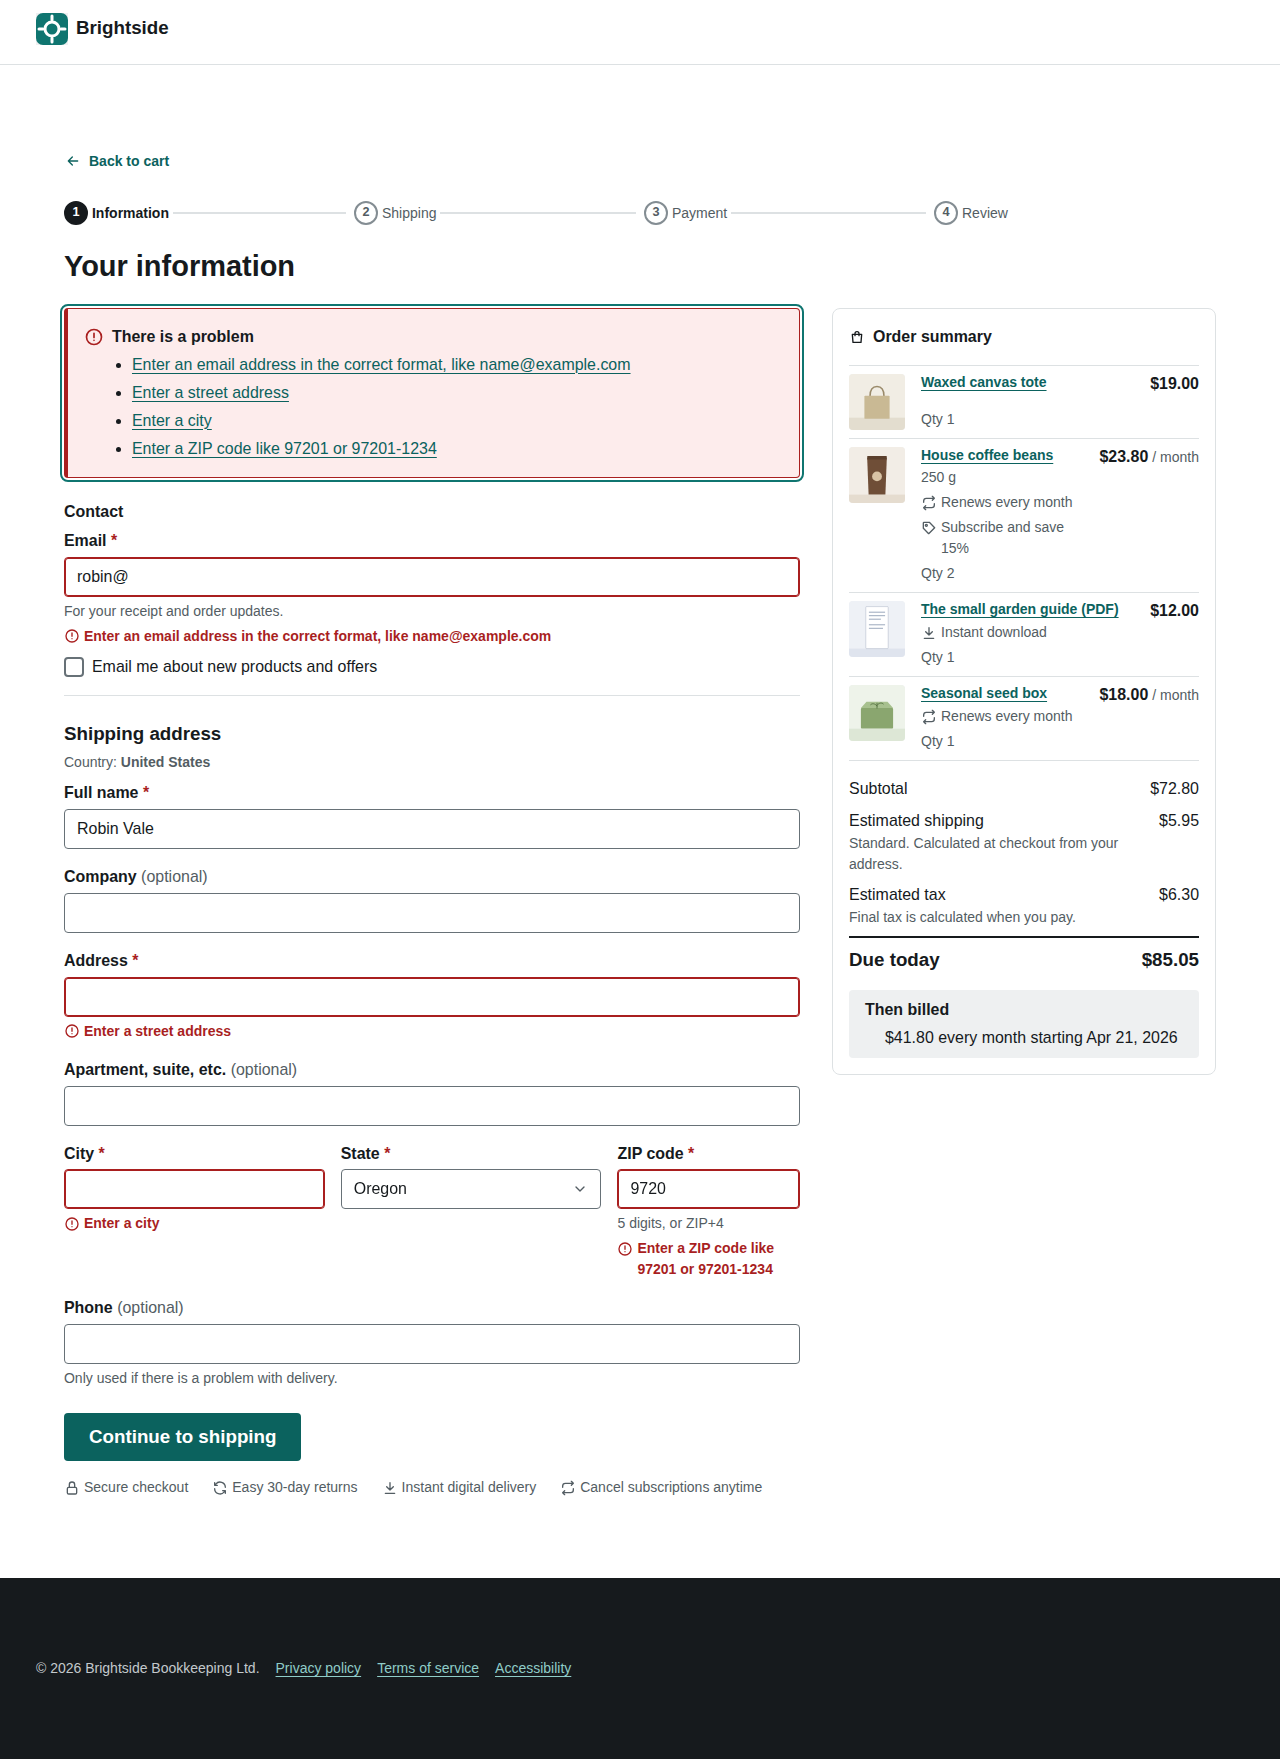 Brightside
Back to cart
1 Information
2 Shipping
3 Payment
4 Review
Your information
There is a problem
Enter an email address in the correct format, like name@example.com
Enter a street address
Enter a city
Enter a ZIP code like 97201 or 97201-1234
Contact
Email *
robin@
For your receipt and order updates.
Enter an email address in the correct format, like name@example.com
Email me about new products and offers
Shipping address
Country: United States
Full name *
Robin Vale
Company (optional)
Address *
Enter a street address
Apartment, suite, etc. (optional)
City *
Enter a city
State *
Oregon
ZIP code *
9720
5 digits, or ZIP+4
Enter a ZIP code like
97201 or 97201-1234
Phone (optional)
Only used if there is a problem with delivery.
Continue to shipping
Secure checkout
Easy 30-day returns
Instant digital delivery
Cancel subscriptions anytime
Order summary
Waxed canvas tote
$19.00
Qty 1
House coffee beans
$23.80 / month
250 g
Renews every month
Subscribe and save
15%
Qty 2
The small garden guide (PDF)
$12.00
Instant download
Qty 1
Seasonal seed box
$18.00 / month
Renews every month
Qty 1
Subtotal $72.80
Estimated shipping $5.95
Standard. Calculated at checkout from your
address.
Estimated tax $6.30
Final tax is calculated when you pay.
Due today $85.05
Then billed
$41.80 every month starting Apr 21, 2026
© 2026 Brightside Bookkeeping Ltd. Privacy policy Terms of service Accessibility